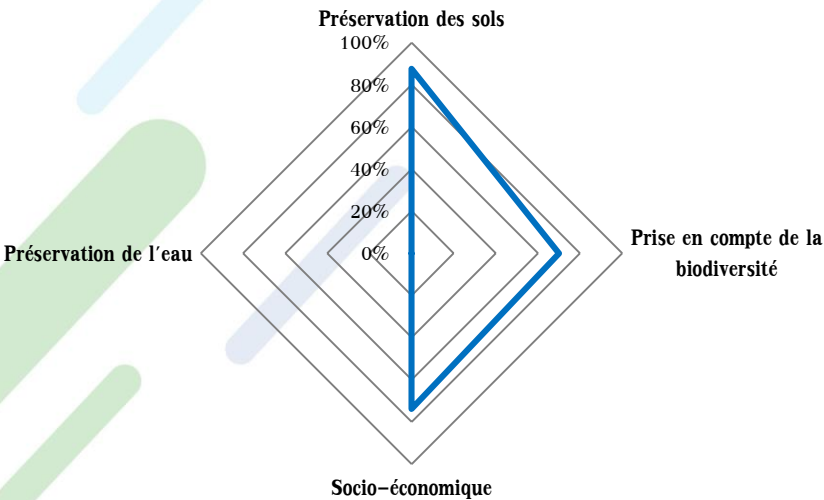 Préservation des sols
100%
80%
60%
40%
20%
0%
Préservation de l'eau
Prise en compte de la
biodiversité
Socio-économique